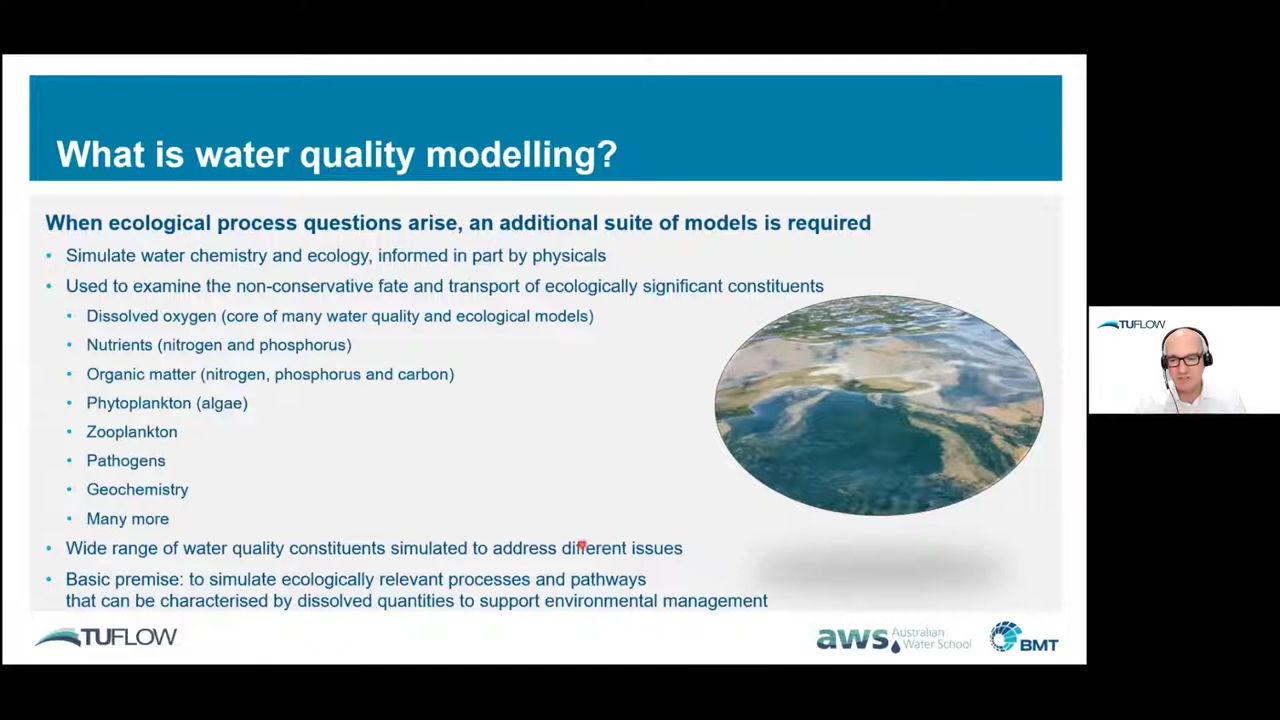 What is water quality modelling?
When ecological process questions arise, an additional suite of models is required
• Simulate water chemistry and ecology, informed in part by physicals
• Used to examine the non-conservative fate and transport of ecologically significant constituents
• Dissolved oxygen (core of many water quality and ecological models)
• Nutrients (nitrogen and phosphorus)
• Organic matter (nitrogen, phosphorus and carbon)
• Phytoplankton (algae)
• Zooplankton
• Pathogens
• Geochemistry
• Many more
• Wide range of water quality constituents simulated to address different issues
• Basic premise: to simulate ecologically relevant processes and pathways
that can be characterised by dissolved quantities to support environmental management
TUFLOW
aws Australian
Water School
BMT
TUFLOW